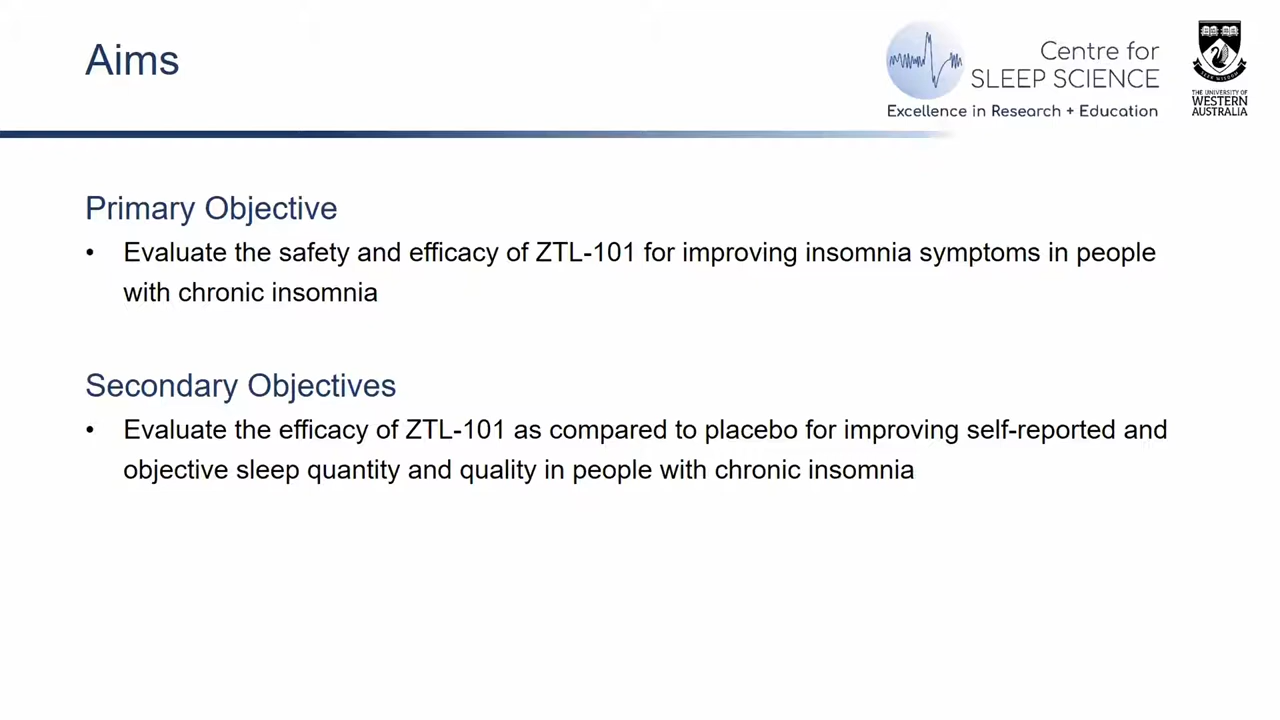 Aims
Centre for
SLEEP SCIENCE
Excellence in Research + Education
THE UNIVERSITY OF
WESTERN
AUSTRALIA
Primary Objective
• Evaluate the safety and efficacy of ZTL-101 for improving insomnia symptoms in people
with chronic insomnia
Secondary Objectives
• Evaluate the efficacy of ZTL-101 as compared to placebo for improving self-reported and
objective sleep quantity and quality in people with chronic insomnia